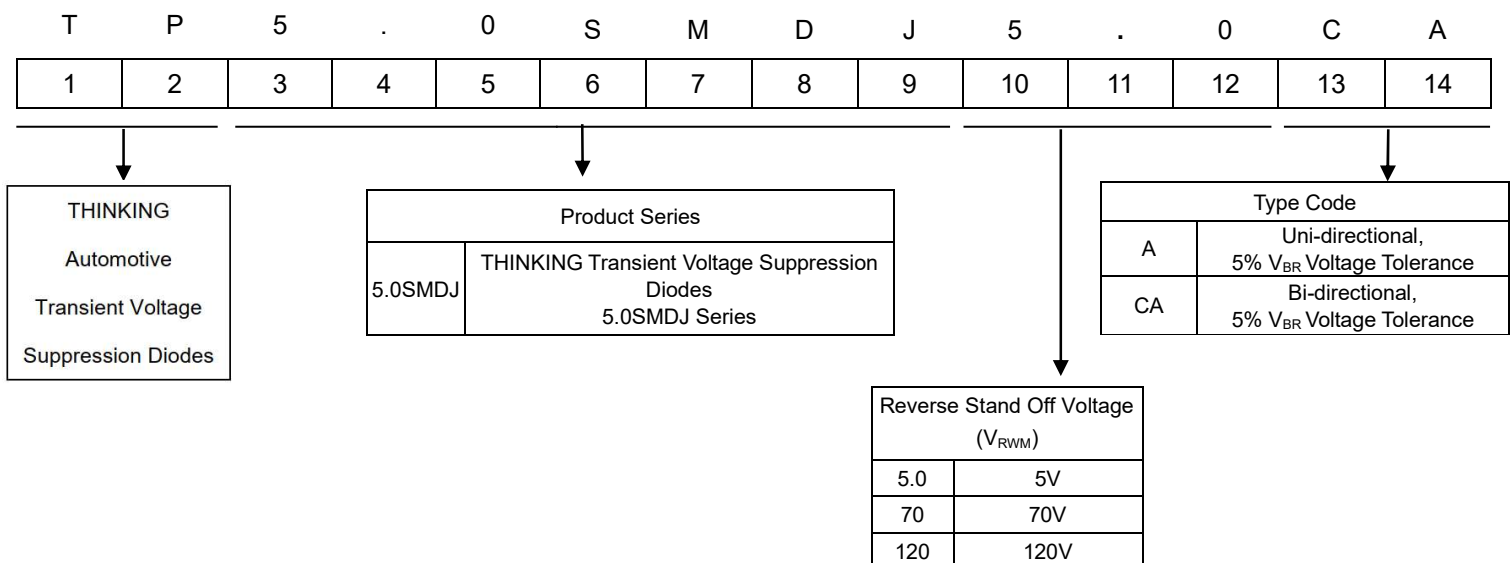 T P 5 . 0 S M D J 5 . 0 C A
1 2 3 4 5 6 7 8 9 10 11 12 13 14
THINKING
Automotive
Transient Voltage
Suppression Diodes
Product Series
5.0SMDJ
THINKING Transient Voltage Suppression
Diodes
5.0SMDJ Series
Type Code
A
Uni-directional,
5% VBR Voltage Tolerance
CA
Bi-directional,
5% VBR Voltage Tolerance
Reverse Stand Off Voltage
(VRWM)
5.0 5V
70 70V
120 120V